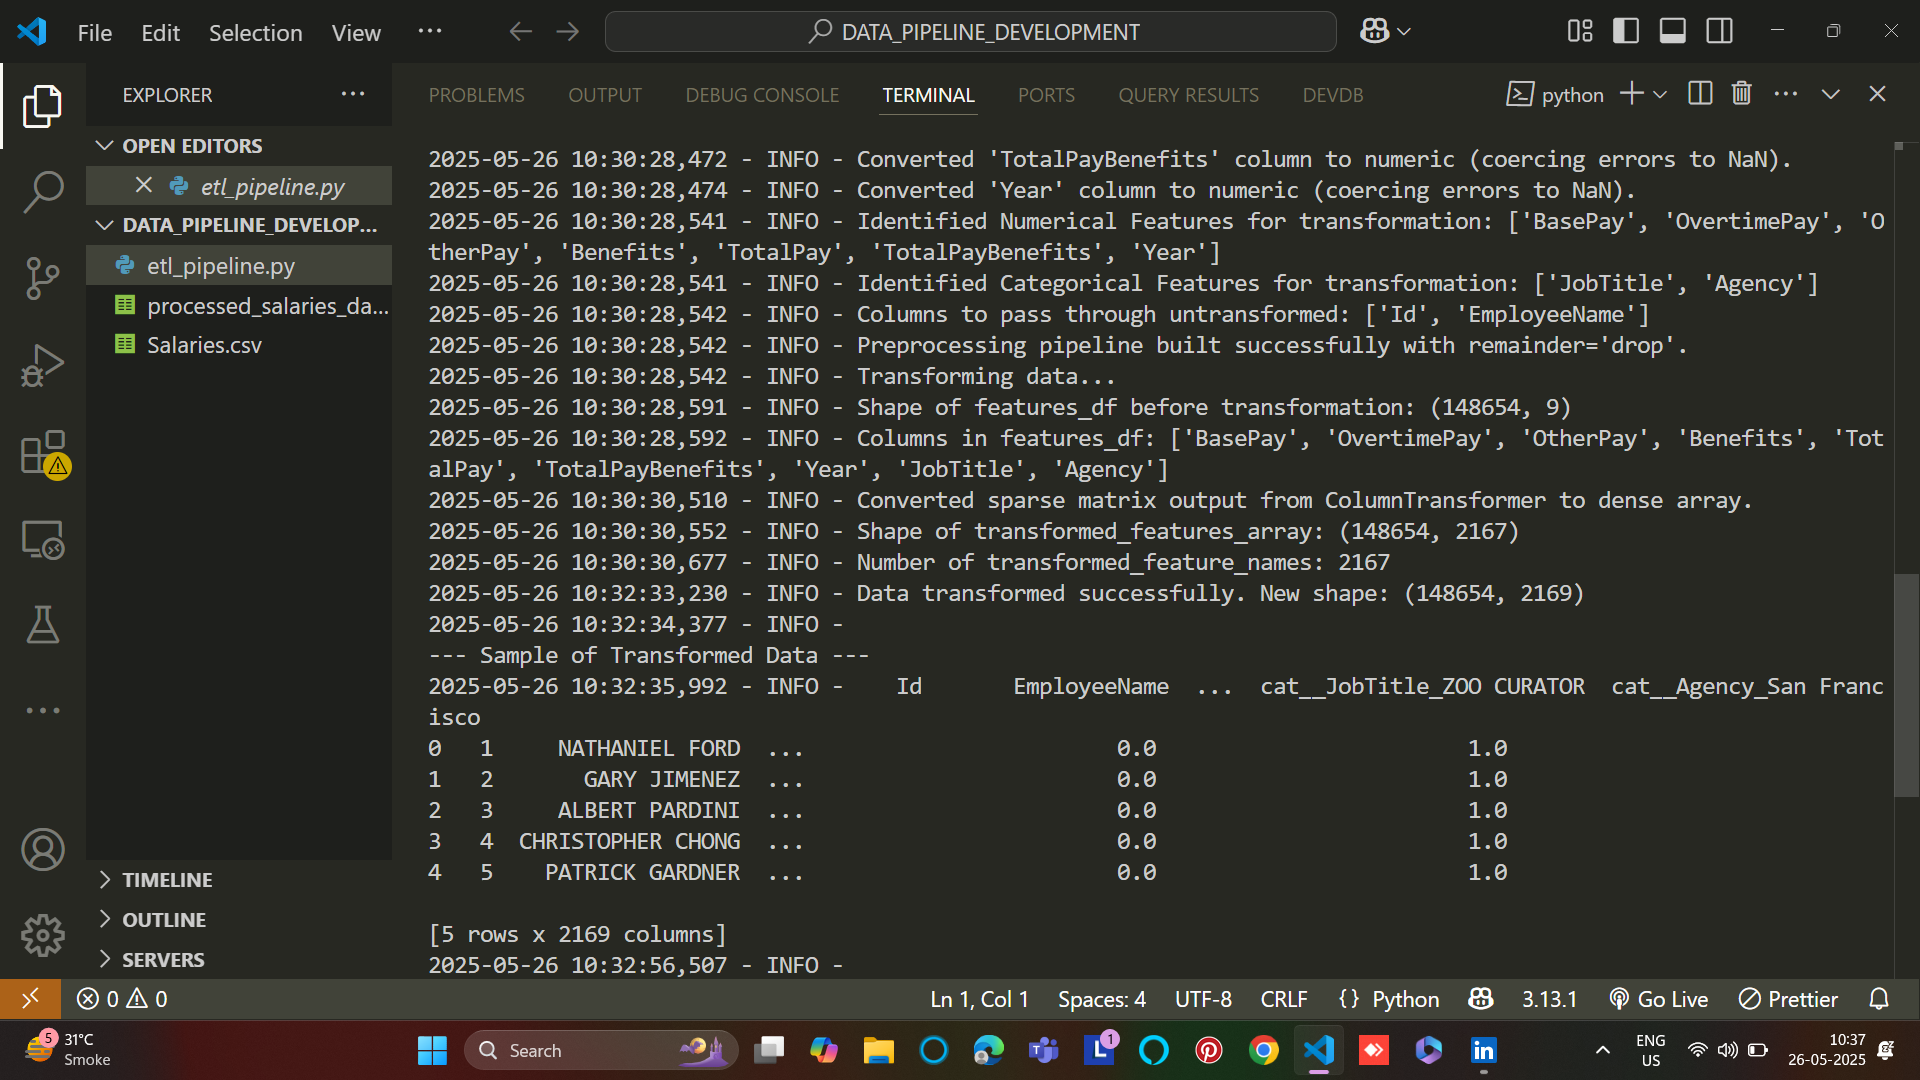 File Edit Selection View ... DATA_PIPELINE_DEVELOPMENT
EXPLORER ...
OPEN EDITORS
etl_pipeline.py
DATA_PIPELINE_DEVELOP...
etl_pipeline.py
processed_salaries_da...
Salaries.csv
TIMELINE
OUTLINE
SERVERS
PROBLEMS OUTPUT DEBUG CONSOLE TERMINAL PORTS QUERY RESULTS DEVDB python
2025-05-26 10:30:28,472 - INFO - Converted 'TotalPayBenefits' column to numeric (coercing errors to NaN).
2025-05-26 10:30:28,474 - INFO - Converted 'Year' column to numeric (coercing errors to NaN).
2025-05-26 10:30:28,541 - INFO - Identified Numerical Features for transformation: ['BasePay', 'OvertimePay', 'O
therPay', 'Benefits', 'TotalPay', 'TotalPayBenefits', 'Year']
2025-05-26 10:30:28,541 - INFO - Identified Categorical Features for transformation: ['JobTitle', 'Agency']
2025-05-26 10:30:28,542 - INFO - Columns to pass through untransformed: ['Id', 'EmployeeName']
2025-05-26 10:30:28,542 - INFO - Preprocessing pipeline built successfully with remainder='drop'.
2025-05-26 10:30:28,542 - INFO - Transforming data...
2025-05-26 10:30:28,591 - INFO - Shape of features_df before transformation: (148654, 9)
2025-05-26 10:30:28,592 - INFO - Columns in features_df: ['BasePay', 'OvertimePay', 'OtherPay', 'Benefits', 'Tot
alPay', 'TotalPayBenefits', 'Year', 'JobTitle', 'Agency']
2025-05-26 10:30:30,510 - INFO - Converted sparse matrix output from ColumnTransformer to dense array.
2025-05-26 10:30:30,552 - INFO - Shape of transformed_features_array: (148654, 2167)
2025-05-26 10:30:30,677 - INFO - Number of transformed_feature_names: 2167
2025-05-26 10:32:33,230 - INFO - Data transformed successfully. New shape: (148654, 2169)
2025-05-26 10:32:34,377 - INFO -
--- Sample of Transformed Data ---
2025-05-26 10:32:35,992 - INFO - Id EmployeeName ... cat__JobTitle_ZOO CURATOR cat__Agency_San Franc
isco
0 1 NATHANIEL FORD ... 0.0 1.0
1 2 GARY JIMENEZ ... 0.0 1.0
2 3 ALBERT PARDINI ... 0.0 1.0
3 4 CHRISTOPHER CHONG ... 0.0 1.0
4 5 PATRICK GARDNER ... 0.0 1.0
[5 rows x 2169 columns]
2025-05-26 10:32:56,507 - INFO -
0 0 Ln 1, Col 1 Spaces: 4 UTF-8 CRLF {} Python 3.13.1 Go Live Prettier
5 31°C Smoke Search T L 1 in ENG US 10:37 26-05-2025